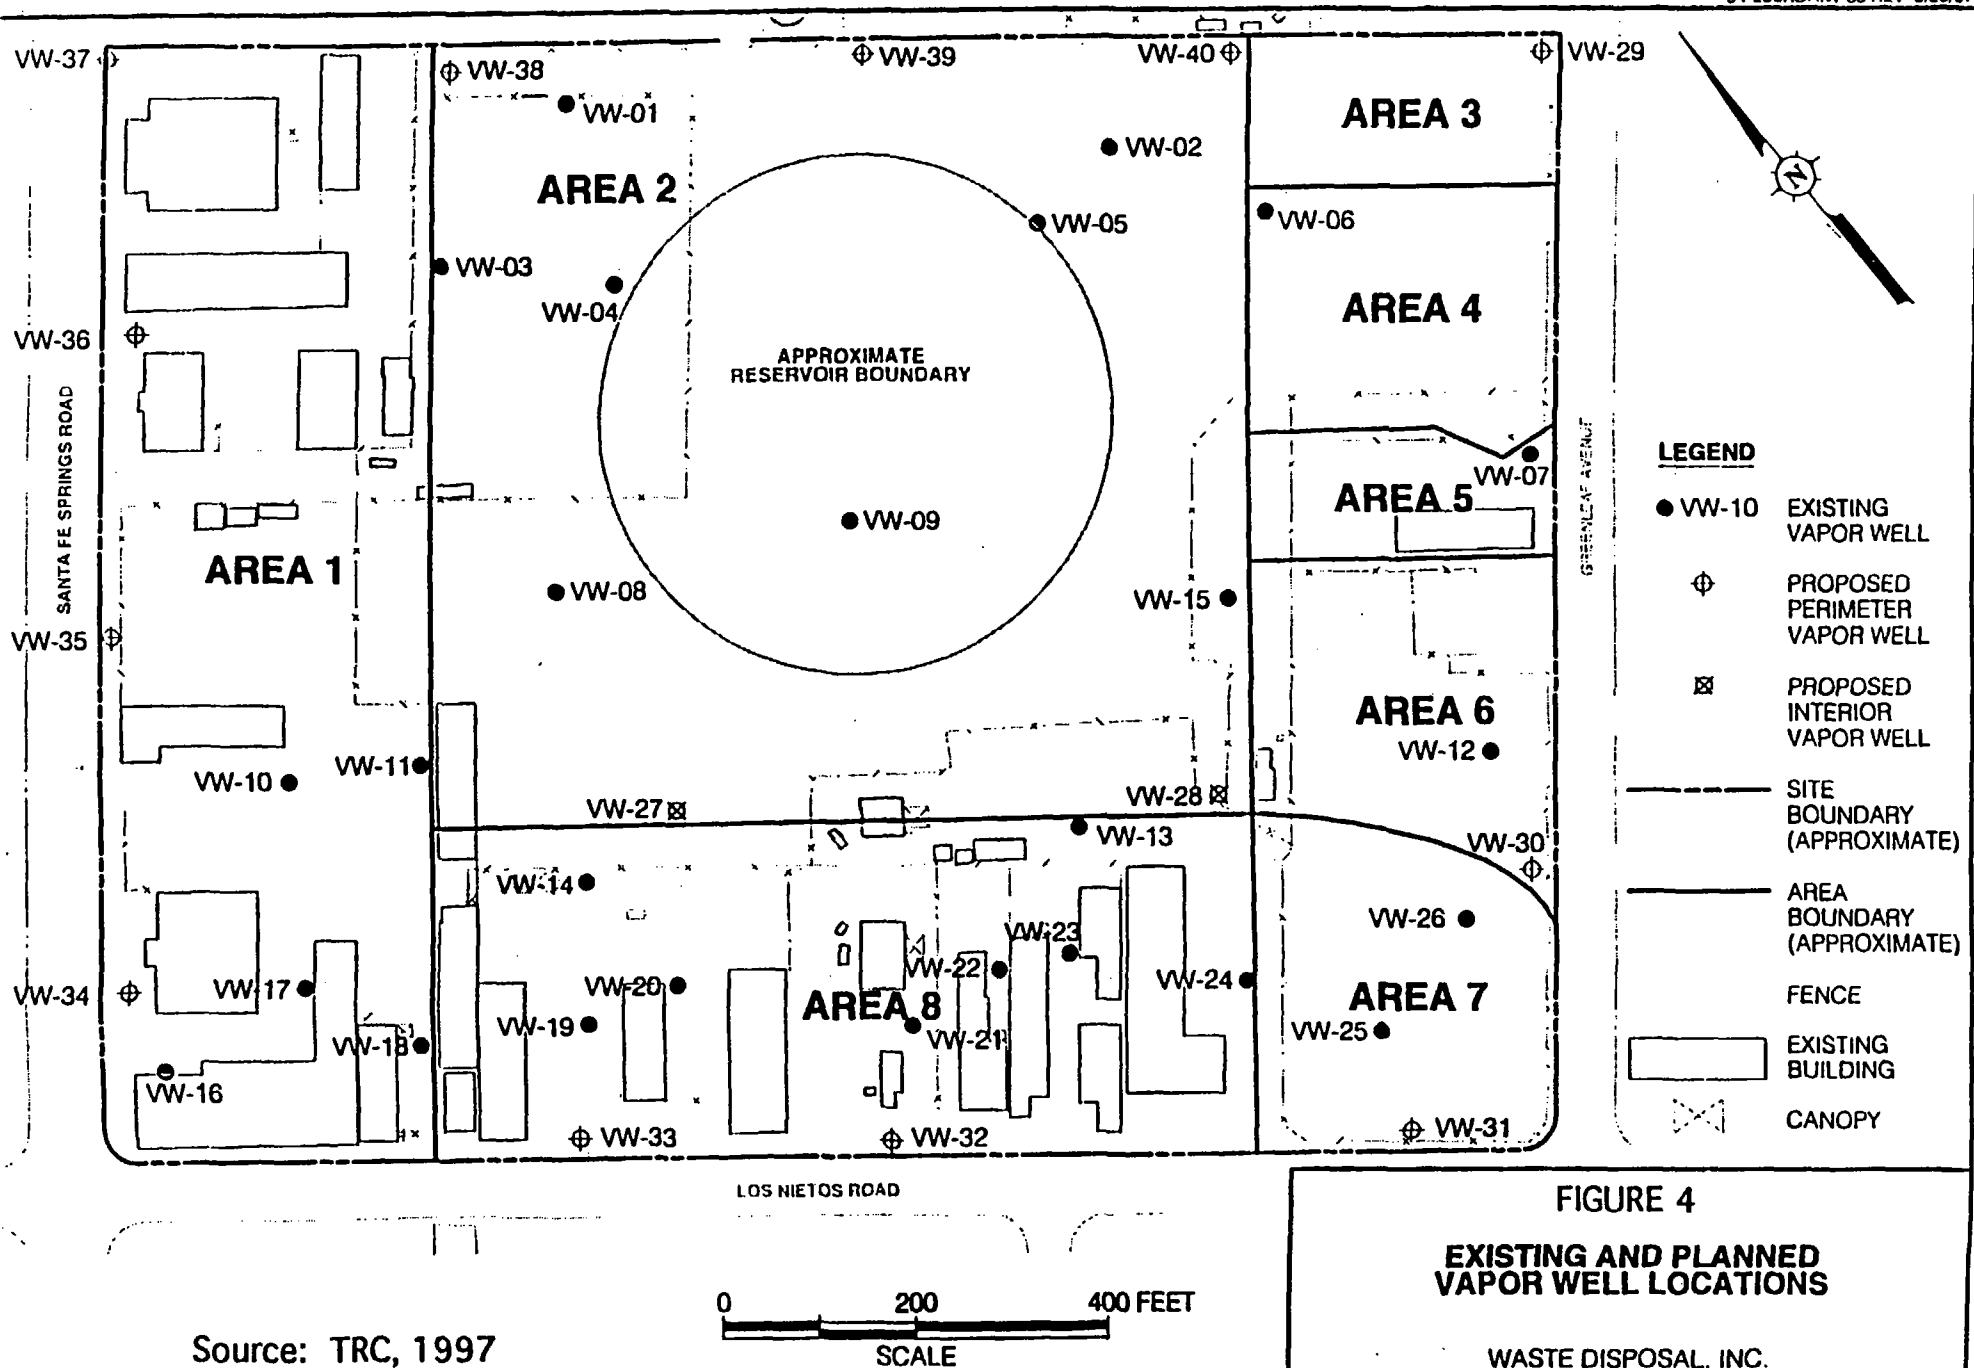 VW-37
VW-38
VW-39
VW-40
VW-29
VW-01
AREA 3
VW-02
AREA 2
VW-05
VW-06
N
VW-03
VW-04
AREA 4
VW-36
APPROXIMATE
RESERVOIR BOUNDARY
SANTA FE SPRINGS ROAD
GREENLEAF AVENUE
VW-07
AREA 5
VW-09
AREA 1
VW-08
VW-15
VW-35
AREA 6
VW-12
VW-11
VW-10
VW-27
VW-28
VW-13
VW-30
VW-14
VW-26
VW-23
VW-22
VW-24
VW-34
VW-17
VW-20
AREA 8
AREA 7
VW-19
VW-21
VW-25
VW-18
VW-16
VW-33
VW-32
VW-31
LOS NIETOS ROAD
LEGEND
VW-10 EXISTING
VAPOR WELL
PROPOSED
PERIMETER
VAPOR WELL
PROPOSED
INTERIOR
VAPOR WELL
SITE
BOUNDARY
(APPROXIMATE)
AREA
BOUNDARY
(APPROXIMATE)
FENCE
EXISTING
BUILDING
CANOPY
0 200 400 FEET
SCALE
Source: TRC, 1997
FIGURE 4
EXISTING AND PLANNED
VAPOR WELL LOCATIONS
WASTE DISPOSAL, INC.